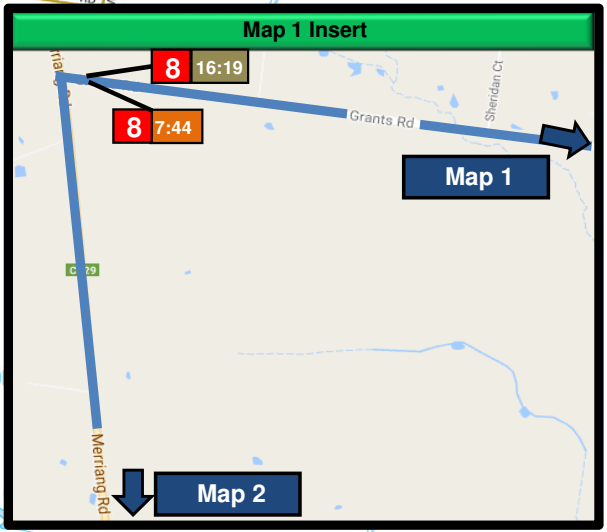 Map 1 Insert
8 16:19
8 7:44
Grants Rd
Sheridan Ct
Map 1
Merriang Rd
Map 2